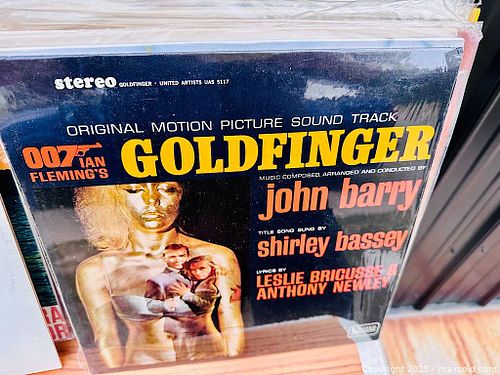 stereo GOLDFINGER · UNITED ARTISTS UAS 5117
ORIGINAL MOTION PICTURE SOUND TRACK
007 IAN
FLEMING'S
GOLDFINGER
MUSIC COMPOSED, ARRANGED AND CONDUCTED BY
john barry
TITLE SONG SUNG BY
shirley bassey
LYRICS BY
LESLIE BRICUSSE &
ANTHONY NEWLEY
© 2025 - maxsold.com